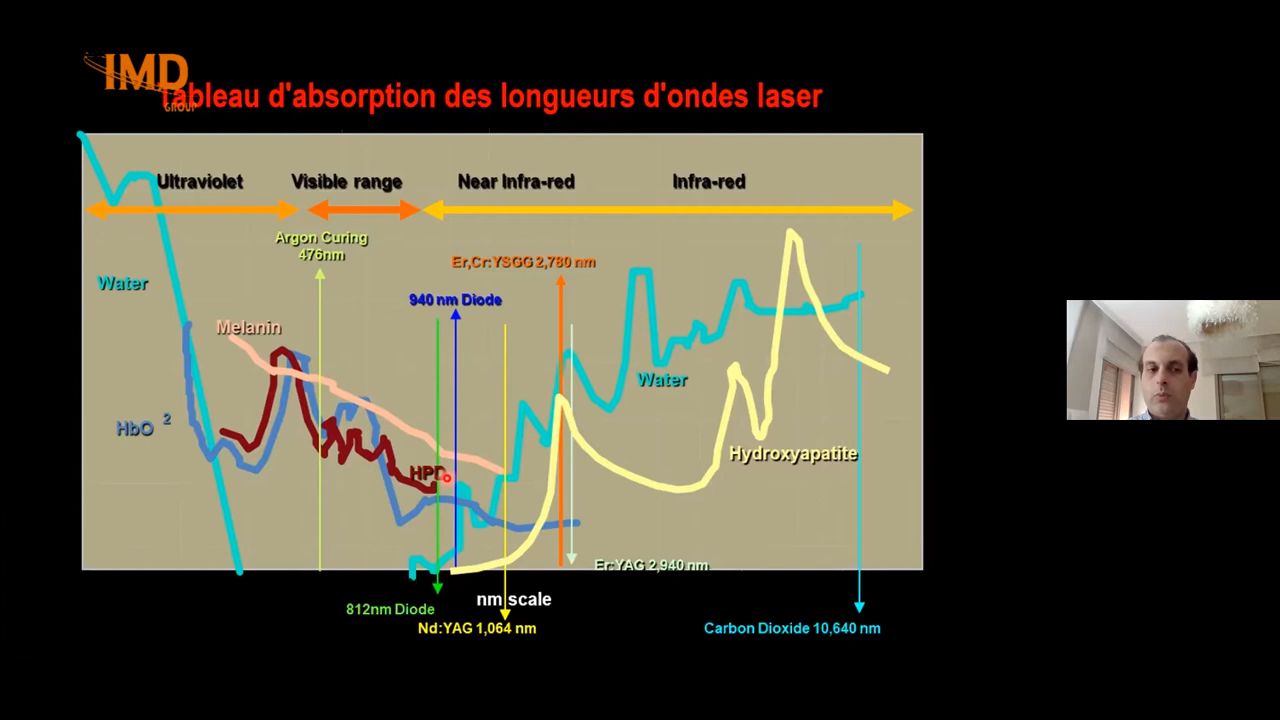 IMD
GROUP
Tableau d'absorption des longueurs d'ondes laser
Ultraviolet
Visible range
Near Infra-red
Infra-red
Argon Curing
476nm
Er,Cr:YSGG 2,780 nm
Water
940 nm Diode
Melanin
Water
HbO 2
Hydroxyapatite
HPD
Er:YAG 2,940 nm
812nm Diode
nm scale
Nd:YAG 1,064 nm
Carbon Dioxide 10,640 nm